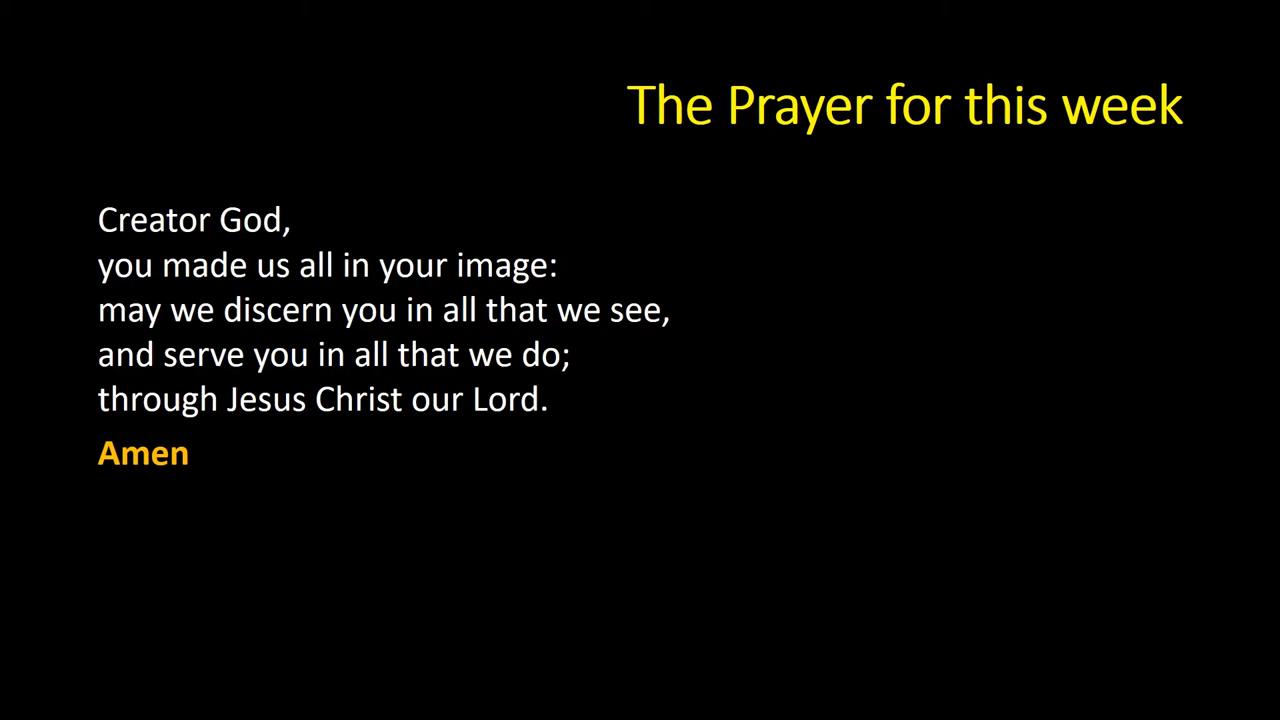 The Prayer for this week
Creator God,
you made us all in your image:
may we discern you in all that we see,
and serve you in all that we do;
through Jesus Christ our Lord.
Amen